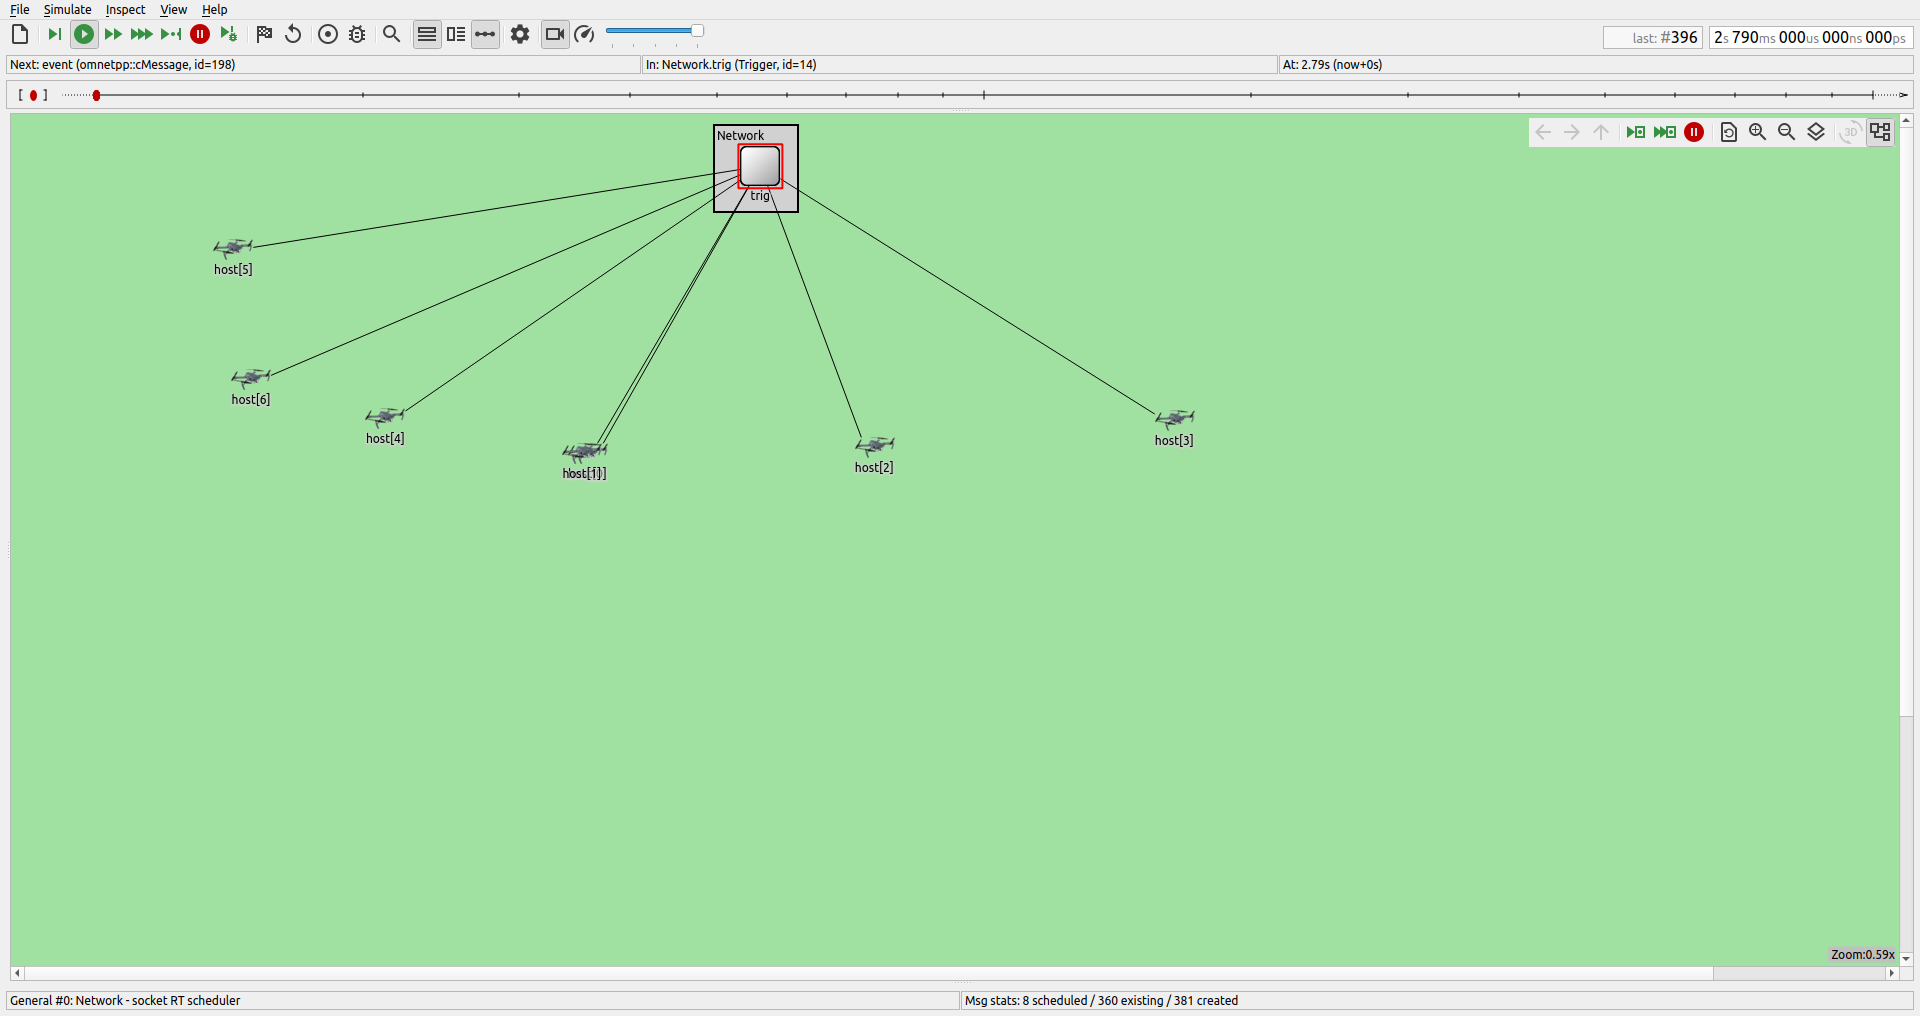 File Simulate Inspect View Help
last: #396 2s 790ms 000us 000ns 000ps
Next: event (omnetpp::cMessage, id=198) In: Network.trig (Trigger, id=14) At: 2.79s (now+0s)
Network
3D
trig
host[5]
host[6]
host[4]
host[3]
host[2]
host[1]
Zoom:0.59x
General #0: Network - socket RT scheduler Msg stats: 8 scheduled / 360 existing / 381 created